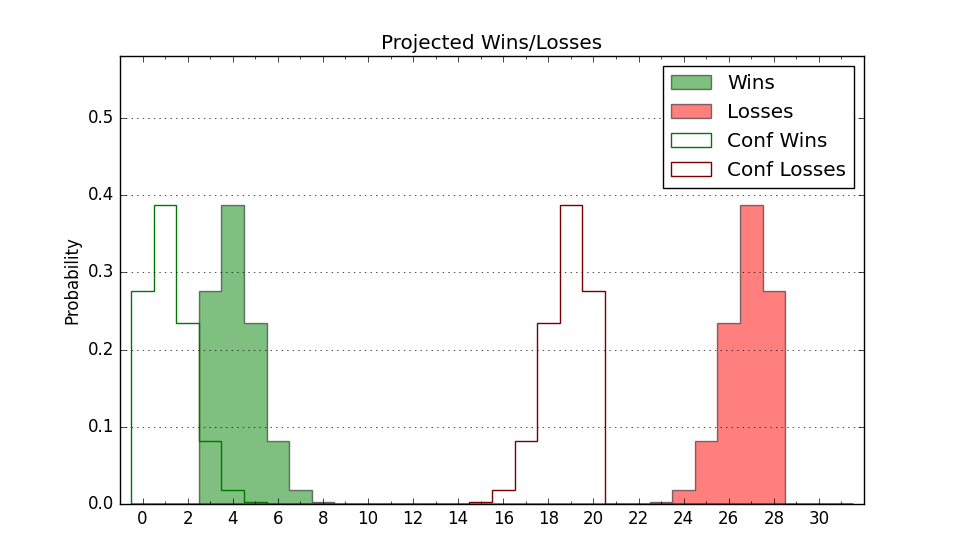 Projected Wins/Losses
Wins
Losses
Conf Wins
Conf Losses
Probability
0.5
0.4
0.3
0.2
0.1
0.0
0 2 4 6 8 10 12 14 16 18 20 22 24 26 28 30